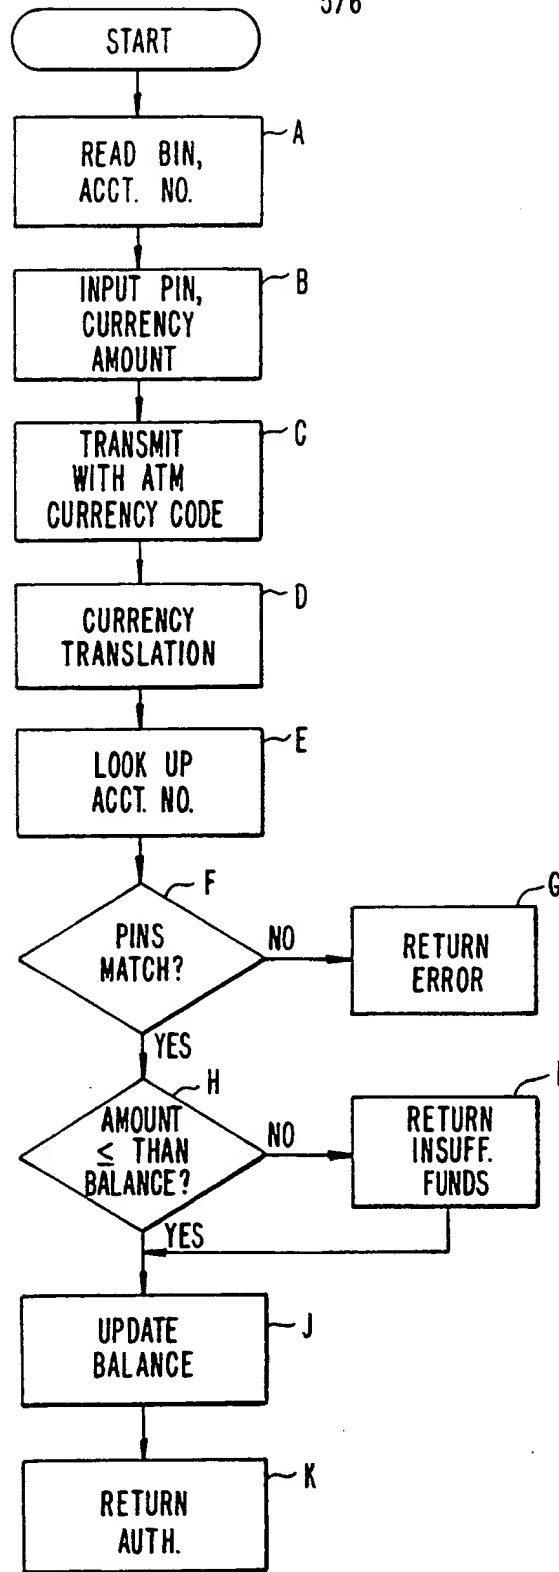 5/6
START
A
READ BIN,
ACCT. NO.
B
INPUT PIN,
CURRENCY
AMOUNT
C
TRANSMIT
WITH ATM
CURRENCY CODE
D
CURRENCY
TRANSLATION
E
LOOK UP
ACCT. NO.
F
PINS
MATCH?
NO
G
RETURN
ERROR
YES
H
AMOUNT
≤ THAN
BALANCE?
NO
I
RETURN
INSUFF.
FUNDS
YES
J
UPDATE
BALANCE
K
RETURN
AUTH.